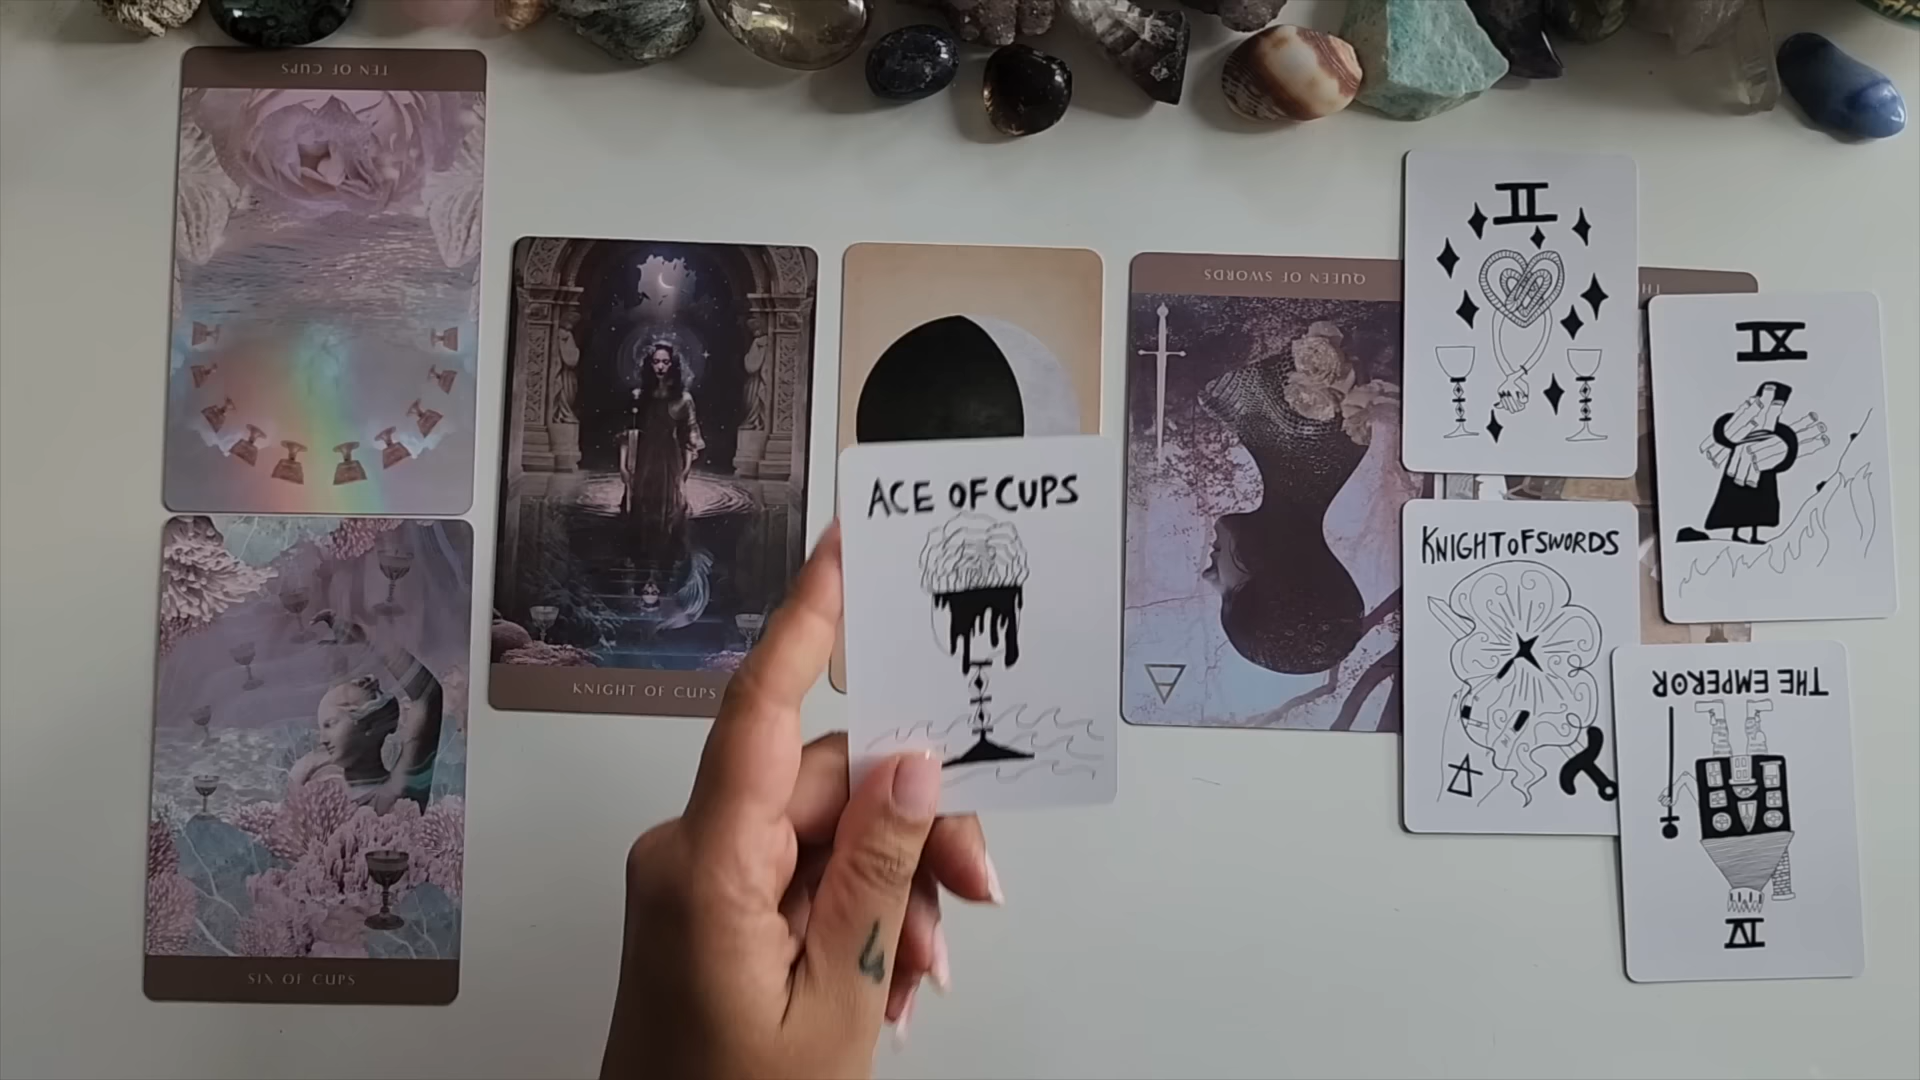 TEN OF CUPS
SIX OF CUPS
KNIGHT OF CUPS
ACE OF CUPS
QUEEN OF SWORDS
II
KNIGHT OF SWORDS
IX
THE EMPEROR
IV